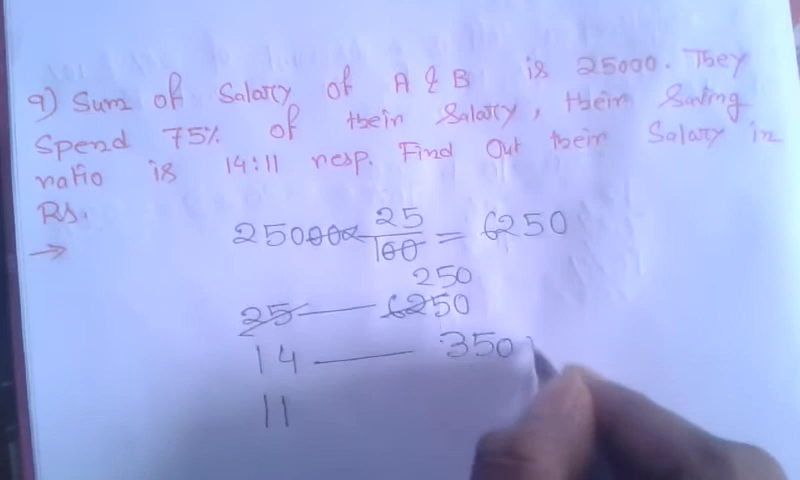 9) Sum of Salary of A & B is 25000. They
Spend 75% of their Salary, their Saving
ratio is 14:11 resp. Find Out their Salary in
RS.
→ 25000 × 25/100 = 6250
250
25 — 6250
14 — 350
11